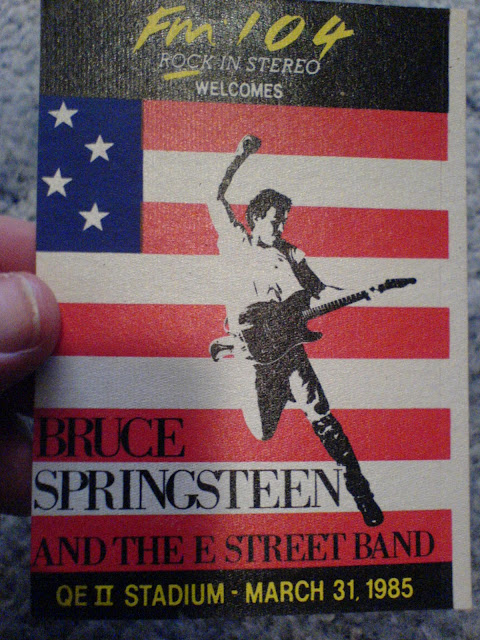 Fm 104
ROCK IN STEREO
WELCOMES
BRUCE
SPRINGSTEEN
AND THE E STREET BAND
QE II STADIUM - MARCH 31, 1985